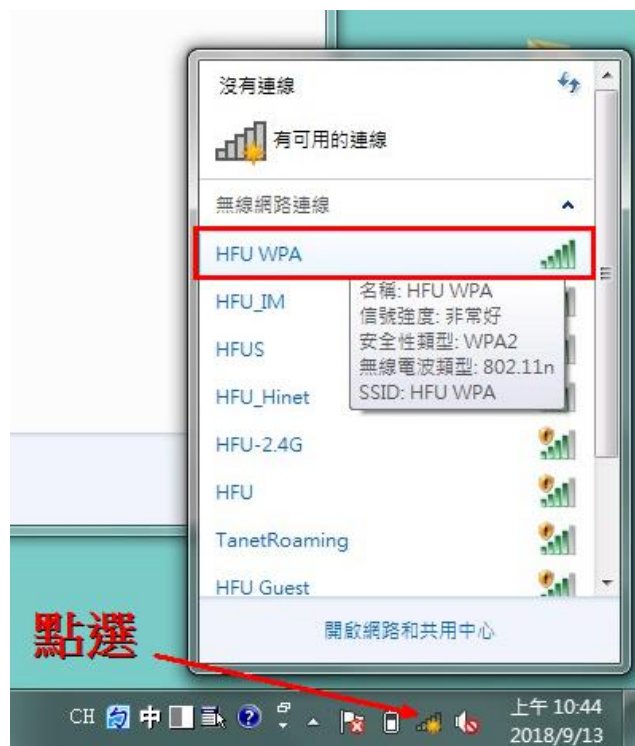 沒有連線
有可用的連線
無線網路連線
HFU WPA
HFU_IM
名稱: HFU WPA
信號強度: 非常好
安全性類型: WPA2
無線電波類型: 802.11n
SSID: HFU WPA
HFUS
HFU_Hinet
HFU-2.4G
HFU
TanetRoaming
HFU Guest
開啟網路和共用中心
點選
CH 中
上午 10:44
2018/9/13